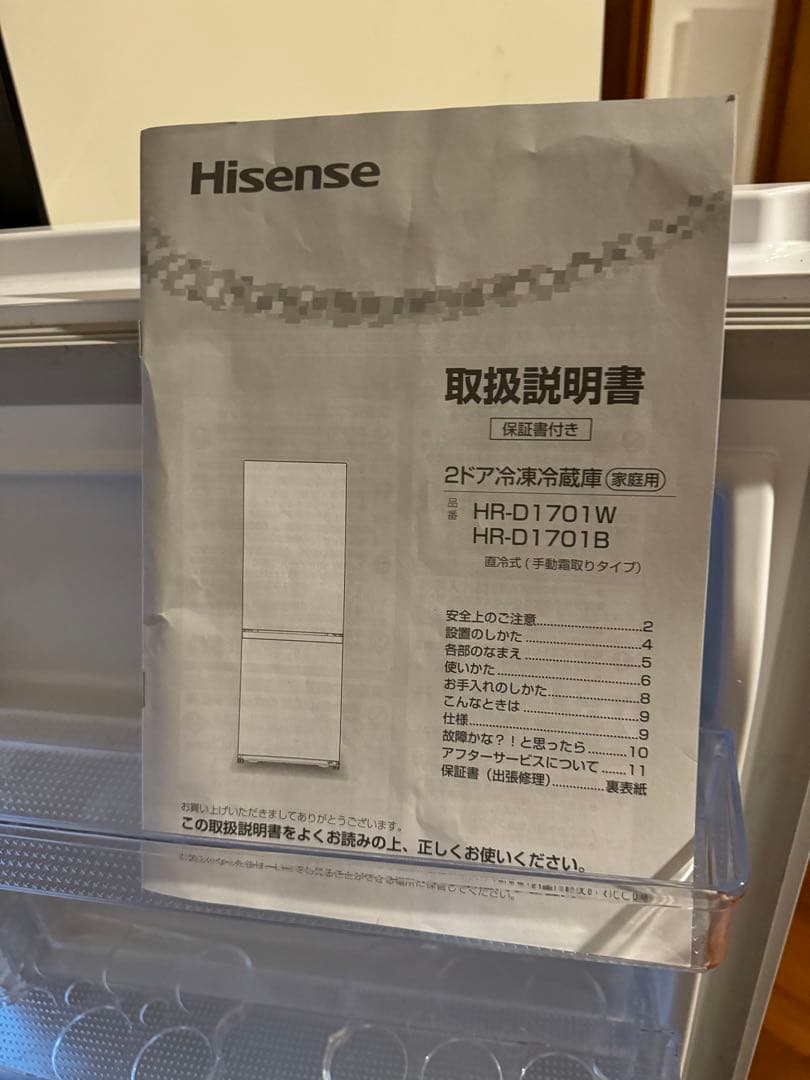 Hisense
取扱説明書
保証書付き
2ドア冷凍冷蔵庫 家庭用
品番 HR-D1701W
HR-D1701B
直冷式(手動霜取りタイプ)
安全上のご注意..............................2
設置のしかた..............................4
各部のなまえ..............................5
使いかた..............................6
お手入れのしかた..............................8
こんなときは..............................9
仕様..............................9
故障かな?!と思ったら..........10
アフターサービスについて.......11
保証書(出張修理)...............裏表紙
お買い上げいただきましてありがとうございます。
この取扱説明書をよくお読みの上、正しくお使いください。